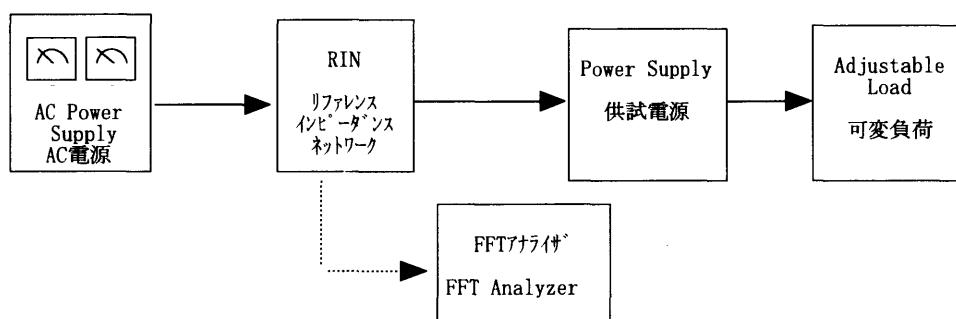 AC Power
Supply
AC電源
RIN
リファレンス
インピーダンス
ネットワーク
Power Supply
供試電源
Adjustable
Load
可変負荷
FFTアナライザ
FFT Analyzer